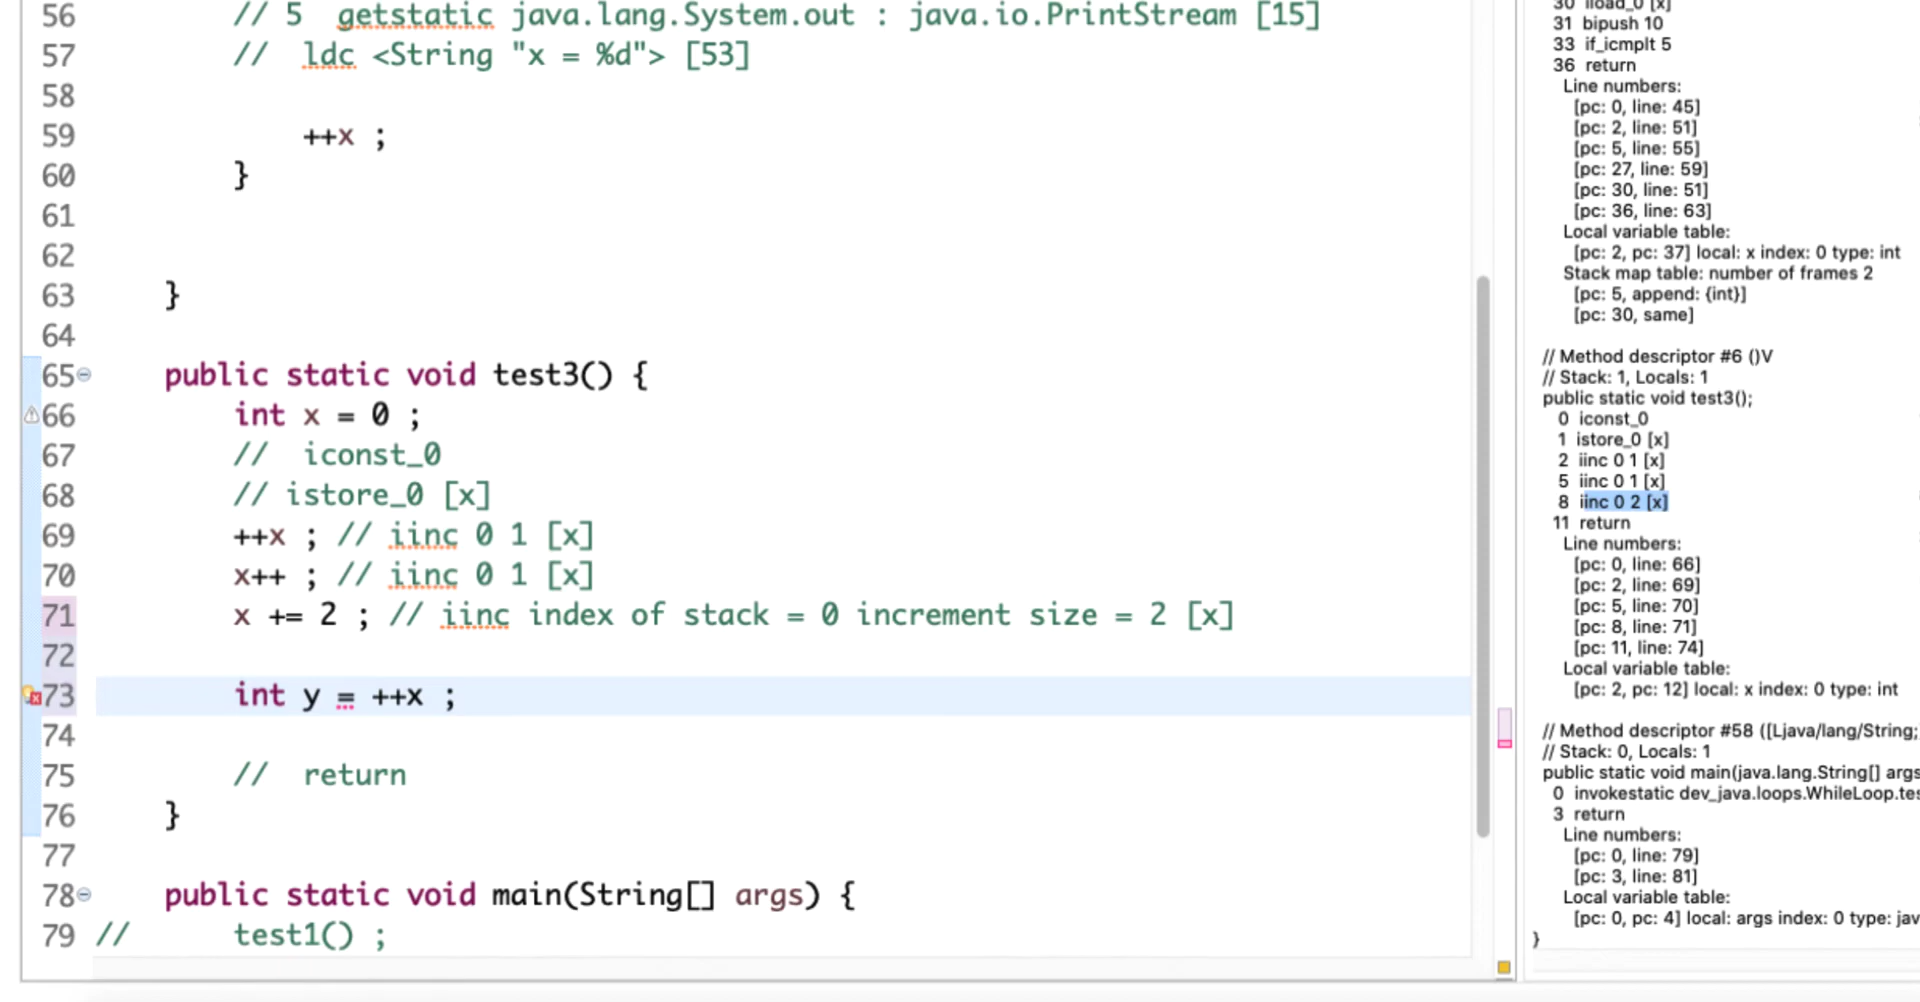 56 // 5 getstatic java.lang.System.out : java.io.PrintStream [15]
57 // ldc <String "x = %d"> [53]
58
59 ++x ;
60 }
61
62
63 }
64
65 public static void test3() {
66 int x = 0 ;
67 // iconst_0
68 // istore_0 [x]
69 ++x ; // iinc 0 1 [x]
70 x++ ; // iinc 0 1 [x]
71 x += 2 ; // iinc index of stack = 0 increment size = 2 [x]
72
73 int y = ++x ;
74
75 // return
76 }
77
78 public static void main(String[] args) {
79 // test1() ;
30 iload_0 [x]
31 bipush 10
33 if_icmplt 5
36 return
Line numbers:
[pc: 0, line: 45]
[pc: 2, line: 51]
[pc: 5, line: 55]
[pc: 27, line: 59]
[pc: 30, line: 51]
[pc: 36, line: 63]
Local variable table:
[pc: 2, pc: 37] local: x index: 0 type: int
Stack map table: number of frames 2
[pc: 5, append: {int}]
[pc: 30, same]
// Method descriptor #6 ()V
// Stack: 1, Locals: 1
public static void test3();
0 iconst_0
1 istore_0 [x]
2 iinc 0 1 [x]
5 iinc 0 1 [x]
8 iinc 0 2 [x]
11 return
Line numbers:
[pc: 0, line: 66]
[pc: 2, line: 69]
[pc: 5, line: 70]
[pc: 8, line: 71]
[pc: 11, line: 74]
Local variable table:
[pc: 2, pc: 12] local: x index: 0 type: int
// Method descriptor #58 ([Ljava/lang/String;
// Stack: 0, Locals: 1
public static void main(java.lang.String[] args
0 invokestatic dev_java.loops.WhileLoop.tes
3 return
Line numbers:
[pc: 0, line: 79]
[pc: 3, line: 81]
Local variable table:
[pc: 0, pc: 4] local: args index: 0 type: jav
}